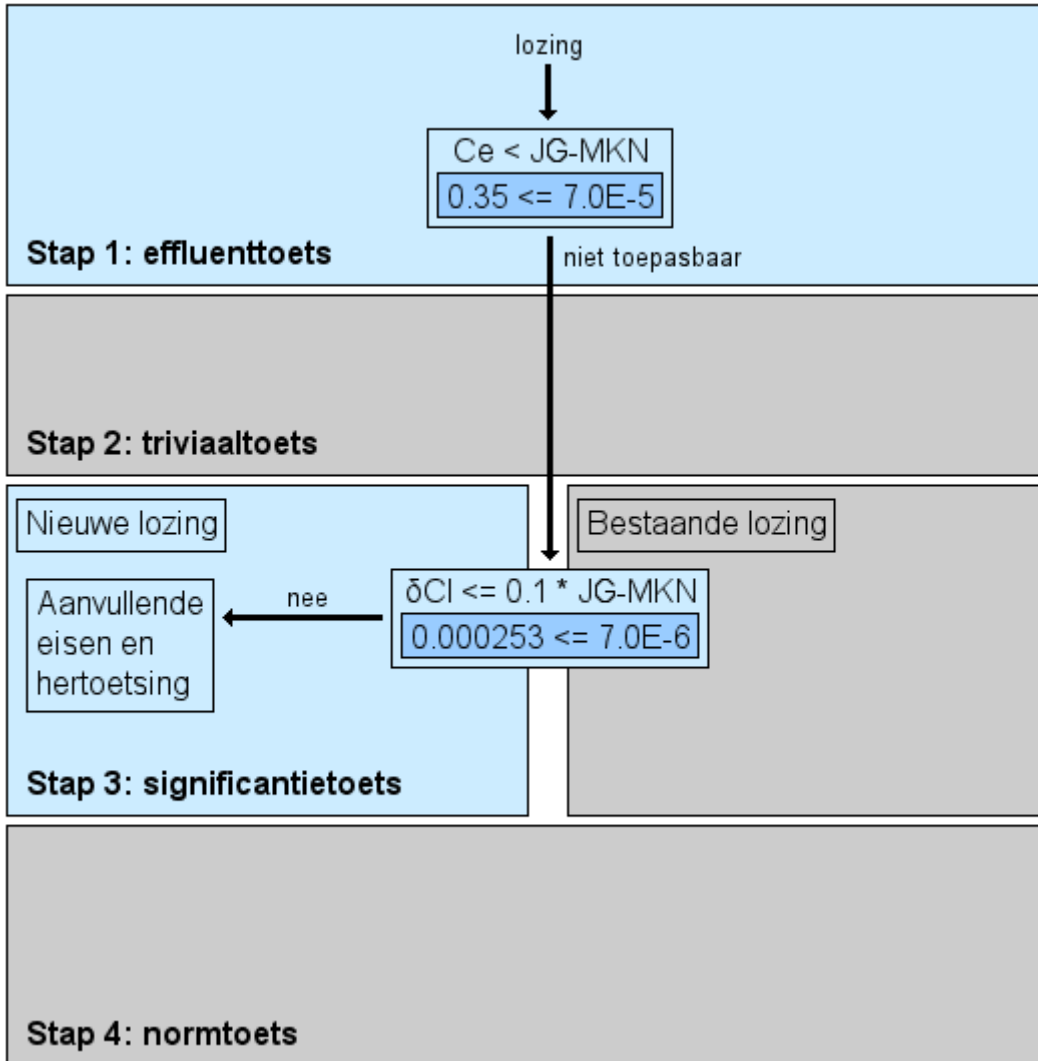 lozing
Ce < JG-MKN
0.35 <= 7.0E-5
Stap 1: effluenttoets
niet toepasbaar
Stap 2: triviaaltoets
Nieuwe lozing
Bestaande lozing
δCl <= 0.1 * JG-MKN
0.000253 <= 7.0E-6
nee
Aanvullende
eisen en
hertoetsing
Stap 3: significantietoets
Stap 4: normtoets